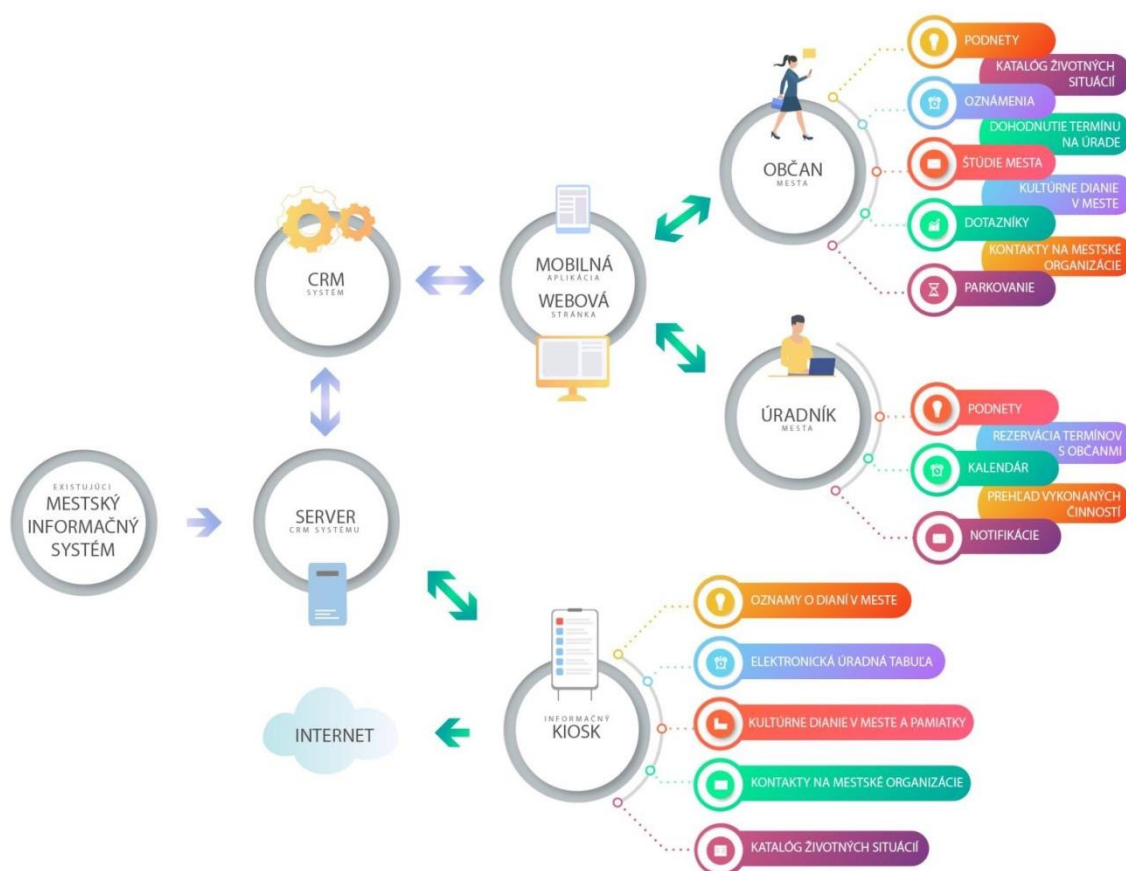 PODNETY
KATALÓG ŽIVOTNÝCH
SITUÁCIÍ
OZNÁMENIA
DOHODNUTIE TERMÍNU
NA ÚRADE
ŠTÚDIE MESTA
KULTÚRNE DIANIE
V MESTE
DOTAZNÍKY
KONTAKTY NA MESTSKÉ
ORGANIZÁCIE
PARKOVANIE
OBČAN
MESTA
CRM
SYSTÉM
MOBILNÁ
APLIKÁCIA
WEBOVÁ
STRÁNKA
ÚRADNÍK
MESTA
PODNETY
REZERVÁCIA TERMÍNOV
S OBČANMI
KALENDÁR
PREHĽAD VYKONANÝCH
ČINNOSTÍ
NOTIFIKÁCIE
EXISTUJÚCI
MESTSKÝ
INFORMAČNÝ
SYSTÉM
SERVER
CRM SYSTÉMU
INTERNET
INFORMAČNÝ
KIOSK
OZNAMY O DIANÍ V MESTE
ELEKTRONICKÁ ÚRADNÁ TABUĽA
KULTÚRNE DIANIE V MESTE A PAMIATKY
KONTAKTY NA MESTSKÉ ORGANIZÁCIE
KATALÓG ŽIVOTNÝCH SITUÁCIÍ